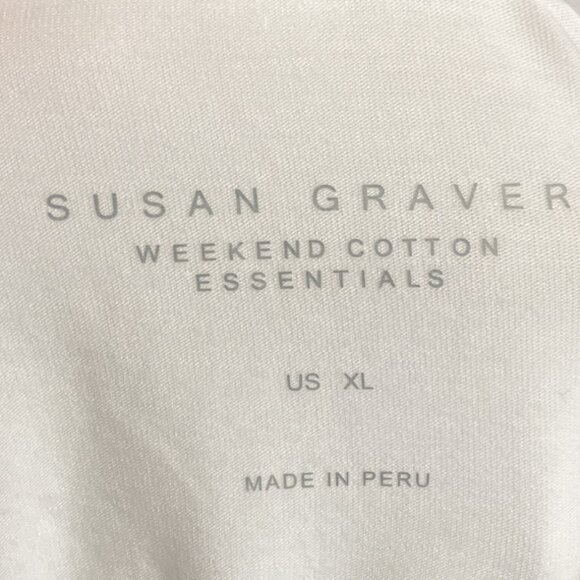 SUSAN GRAVER
WEEKEND COTTON
ESSENTIALS
US XL
MADE IN PERU